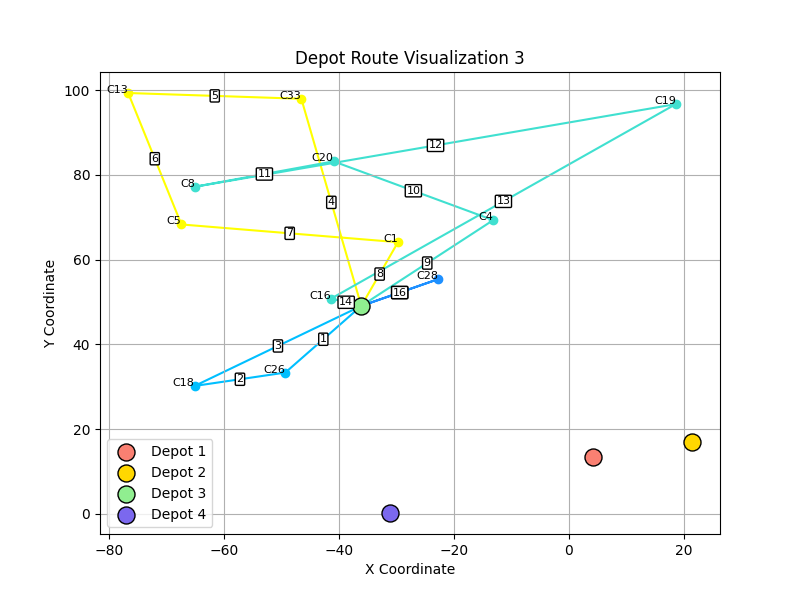 Depot Route Visualization 3
Y Coordinate
100
80
60
40
20
0
C13
5
C33
C19
6
12
C20
11
C8
4
10
13
C5
C4
7
C1
9
8
C28
16
C16
14
1
3
C26
2
C18
Depot 1
Depot 2
Depot 3
Depot 4
−80
−60
−40
−20
0
20
X Coordinate